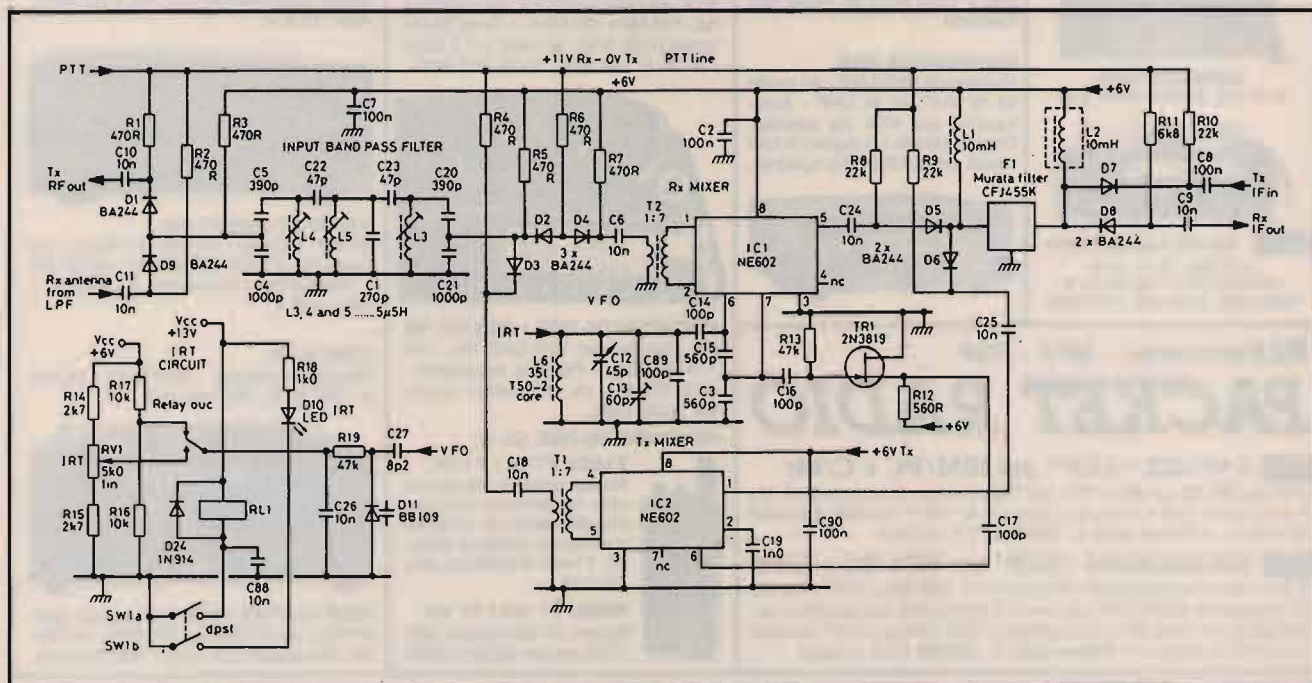 PTT
+11V Rx - 0V Tx PTT line
+6V
+6V
R1
470R
C10
10n
Tx
RFout
D1
BA244
D9
BA244
Rx antenna
from
LPF
C11
10n
R2
470
R
R3
470R
C7
100n
INPUT BAND PASS FILTER
C5
390p
C22
47p
C23
47p
C20
390p
L4
L5
L3
C4
1000p
C1
270p
C21
1000p
L3, 4 and 5 ...... 5µ5H
R4
470
R
R5
470
R
R6
470
R
R7
470R
D2
D4
3 x
BA244
D3
C6
10n
T2
1:7
Rx MIXER
C2
100n
1
2
8
5
4
nc
6
7
3
IC1
NE602
C24
10n
R8
22k
R9
22k
D5
2 x
BA244
D6
L1
10mH
F1
Murata filter
CFJ455K
L2
10mH
R11
6k8
R10
22k
D7
C8
100n
Tx
IFin
D8
2 x BA244
C9
10n
Rx
IFout
VFO
IRT
L6
35t
T50-2
core
C12
45p
C13
60p
C89
100p
C14
100p
C15
560p
C3
560p
C16
100p
R13
47k
TR1
2N3819
R12
560R
+6V
C25
10n
C17
100p
Tx MIXER
C18
10n
T1
1:7
4
5
8
1
2
3
7
nc
6
IC2
NE602
+6V Tx
C19
1n0
C90
100n
Vcc
+13V
IRT
CIRCUIT
Vcc
+6V
R14
2k7
R17
10k
Relay ouc
IRT
RV1
5k0
lin
R15
2k7
R16
10k
D24
1N914
RL1
C88
10n
R18
1k0
D10
LED IRT
R19
47k
C27
8p2
VFO
C26
10n
D11
BB109
SW1a
dpst
SW1b